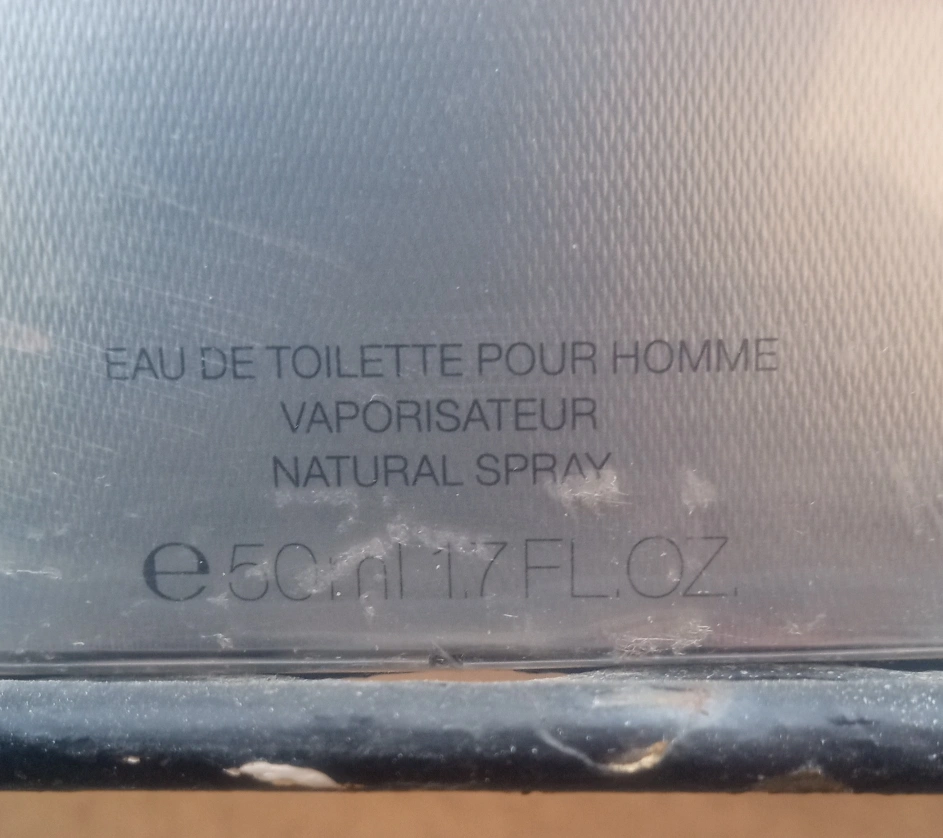 EAU DE TOILETTE POUR HOMME
VAPORISATEUR
NATURAL SPRAY
e 50ml 1.7 FL.OZ.